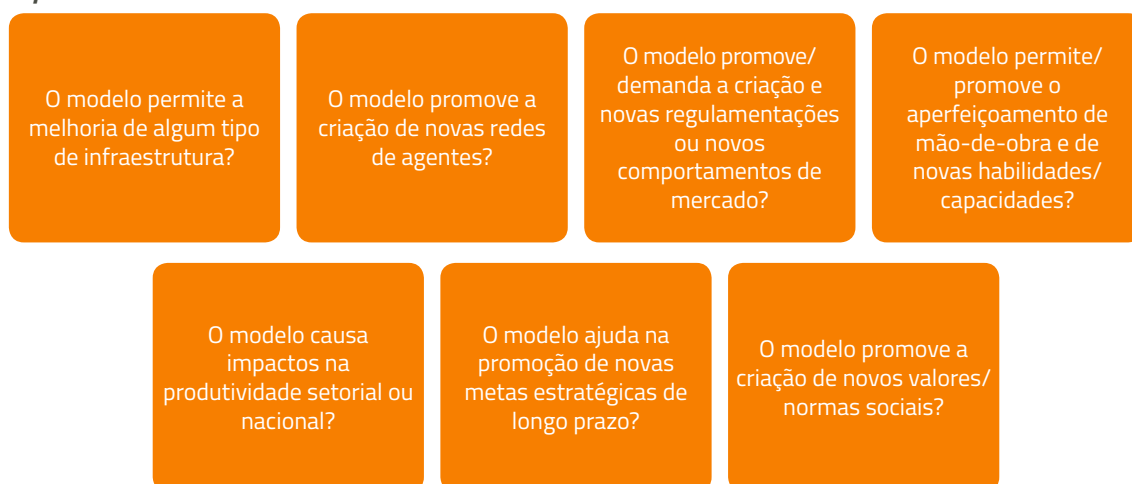 O modelo permite a
melhoria de algum tipo
de infraestrutura?
O modelo promove a
criação de novas redes
de agentes?
O modelo promove/
demanda a criação e
novas regulamentações
ou novos
comportamentos de
mercado?
O modelo permite/
promove o
aperfeiçoamento de
mão-de-obra e de
novas habilidades/
capacidades?
O modelo causa
impactos na
produtividade setorial ou
nacional?
O modelo ajuda na
promoção de novas
metas estratégicas de
longo prazo?
O modelo promove a
criação de novos valores/
normas sociais?